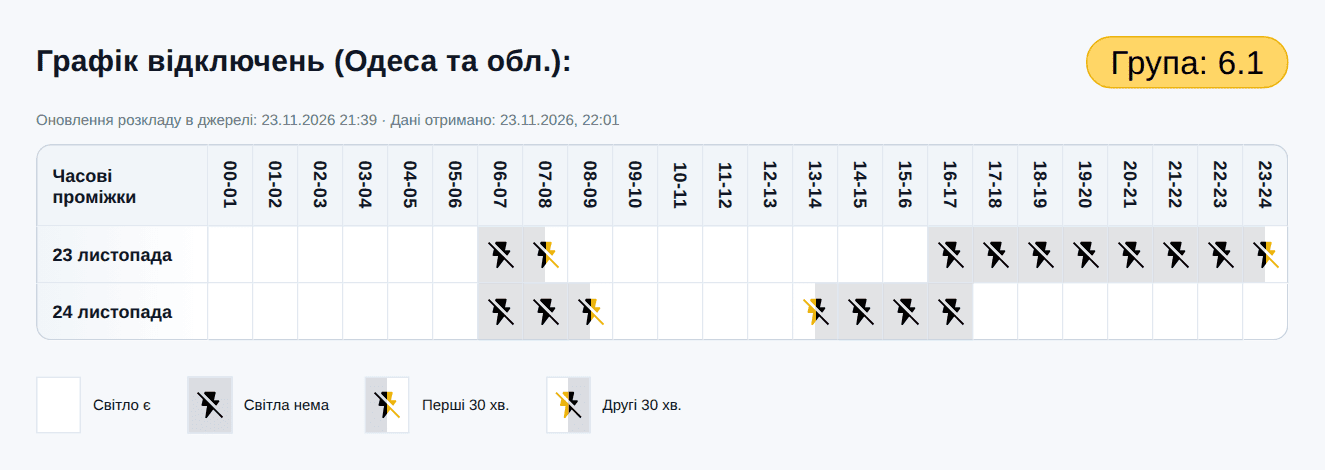 Графік відключень (Одеса та обл.):
Група: 6.1
Оновлення розкладу в джерелі: 23.11.2026 21:39 · Дані отримано: 23.11.2026, 22:01
Часові
проміжки
00-01 01-02 02-03 03-04 04-05 05-06 06-07 07-08 08-09 09-10 10-11 11-12 12-13 13-14 14-15 15-16 16-17 17-18 18-19 19-20 20-21 21-22 22-23 23-24
23 листопада
24 листопада
Світло є Світла нема Перші 30 хв. Другі 30 хв.